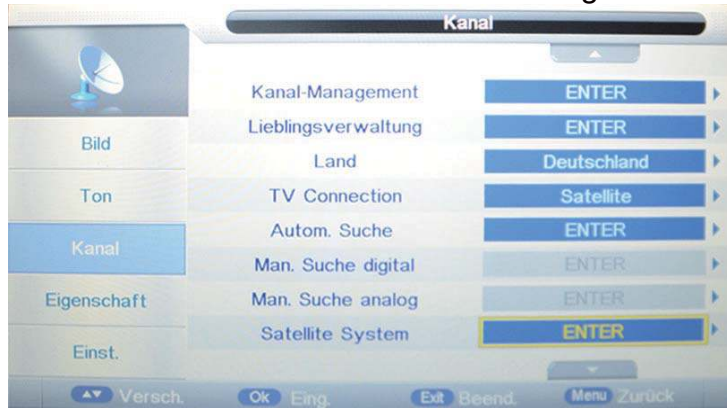 Kanal
Kanal-Management ENTER
Lieblingsverwaltung ENTER
Bild
Land Deutschland
Ton
TV Connection Satellite
Autom. Suche ENTER
Kanal
Man. Suche digital ENTER
Eigenschaft
Man. Suche analog ENTER
Satellite System ENTER
Einst.
Versch. Ok Eing. Exit Beend. Menu Zurück